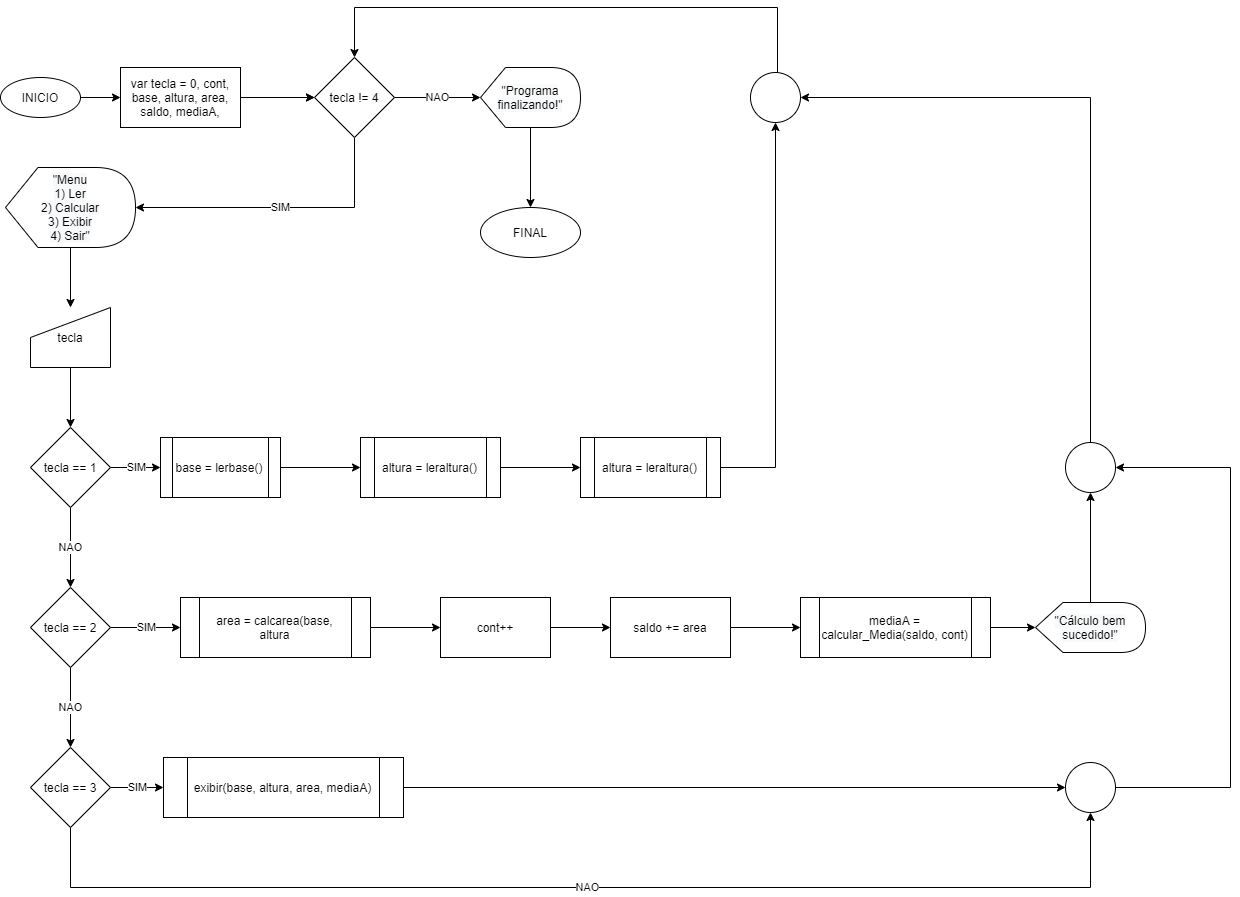 INICIO
var tecla = 0, cont,
base, altura, area,
saldo, mediaA,
tecla != 4
NAO
"Programa
finalizando!"
SIM
"Menu
1) Ler
2) Calcular
3) Exibir
4) Sair"
FINAL
tecla
tecla == 1
SIM
base = lerbase()
altura = leraltura()
altura = leraltura()
NAO
tecla == 2
SIM
area = calcarea(base,
altura
cont++
saldo += area
mediaA =
calcular_Media(saldo, cont)
"Cálculo bem
sucedido!"
NAO
tecla == 3
SIM
exibir(base, altura, area, mediaA)
NAO